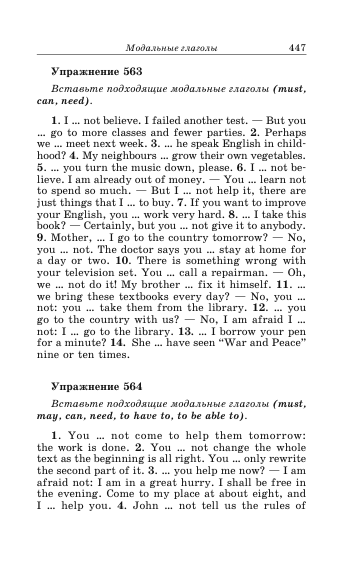 Модальные глаголы 447
Упражнение 563
Вставьте подходящие модальные глаголы (must,
can, need).
1. I ... not believe. I failed another test. — But you
... go to more classes and fewer parties. 2. Perhaps
we ... meet next week. 3. ... he speak English in child-
hood? 4. My neighbours ... grow their own vegetables.
5. ... you turn the music down, please. 6. I ... not be-
lieve. I am already out of money. — You ... learn not
to spend so much. — But I ... not help it, there are
just things that I ... to buy. 7. If you want to improve
your English, you ... work very hard. 8. ... I take this
book? — Certainly, but you ... not give it to anybody.
9. Mother, ... I go to the country tomorrow? — No,
you ... not. The doctor says you ... stay at home for
a day or two. 10. There is something wrong with
your television set. You ... call a repairman. — Oh,
we ... not do it! My brother ... fix it himself. 11. ...
we bring these textbooks every day? — No, you ...
not: you ... take them from the library. 12. ... you
go to the country with us? — No, I am afraid I ...
not: I ... go to the library. 13. ... I borrow your pen
for a minute? 14. She ... have seen “War and Peace”
nine or ten times.
Упражнение 564
Вставьте подходящие модальные глаголы (must,
may, can, need, to have to, to be able to).
1. You ... not come to help them tomorrow:
the work is done. 2. You ... not change the whole
text as the beginning is all right. You ... only rewrite
the second part of it. 3. ... you help me now? — I am
afraid not: I am in a great hurry. I shall be free in
the evening. Come to my place at about eight, and
I ... help you. 4. John ... not tell us the rules of